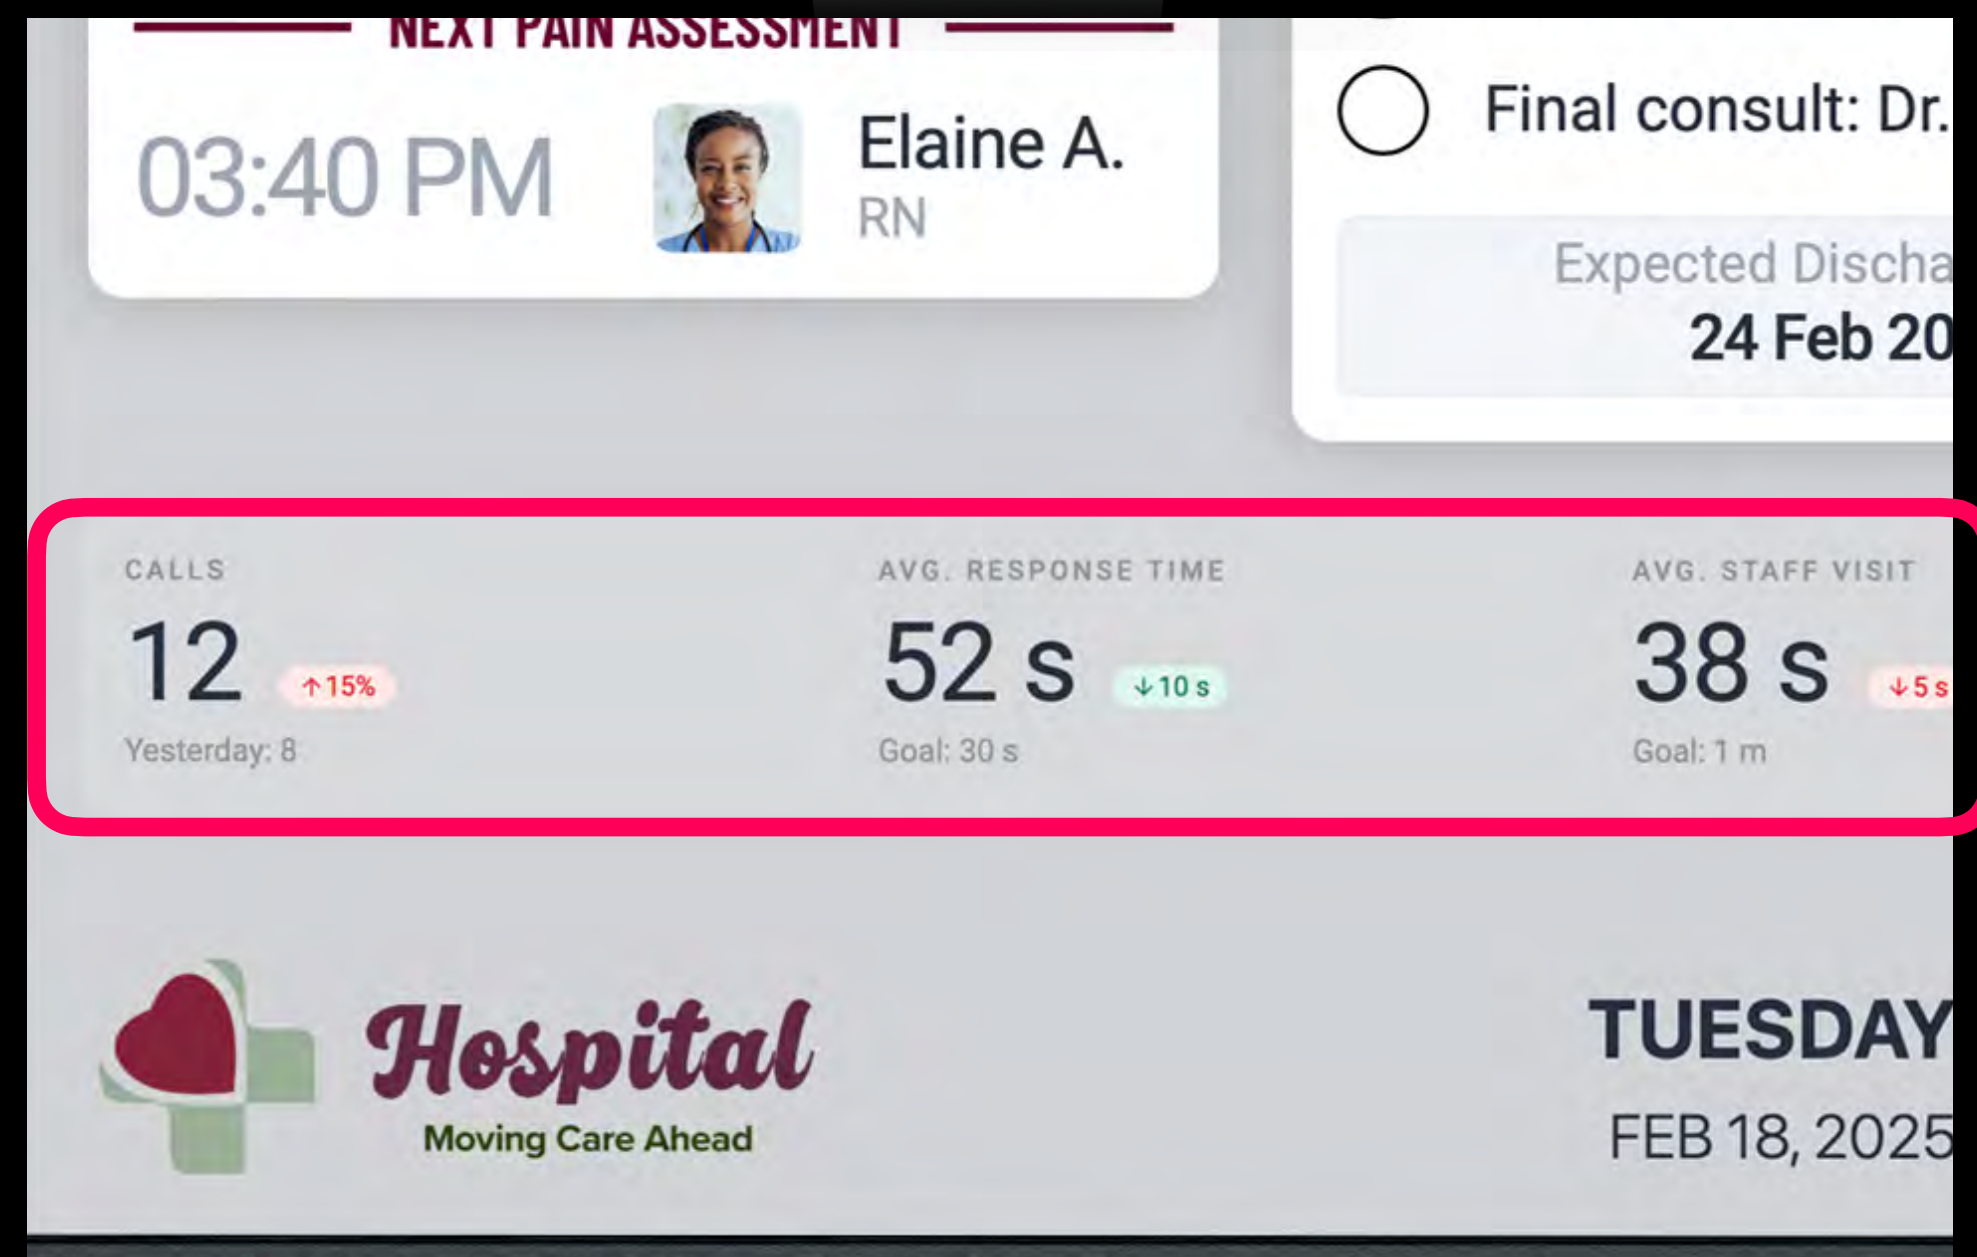 NEXT PAIN ASSESSMENT
03:40 PM
Elaine A.
RN
Final consult: Dr.
Expected Discha
24 Feb 20
CALLS
12
↑15%
Yesterday: 8
AVG. RESPONSE TIME
52 s
↓10 s
Goal: 30 s
AVG. STAFF VISIT
38 s
↓5 s
Goal: 1 m
Hospital
Moving Care Ahead
TUESDAY
FEB 18, 2025